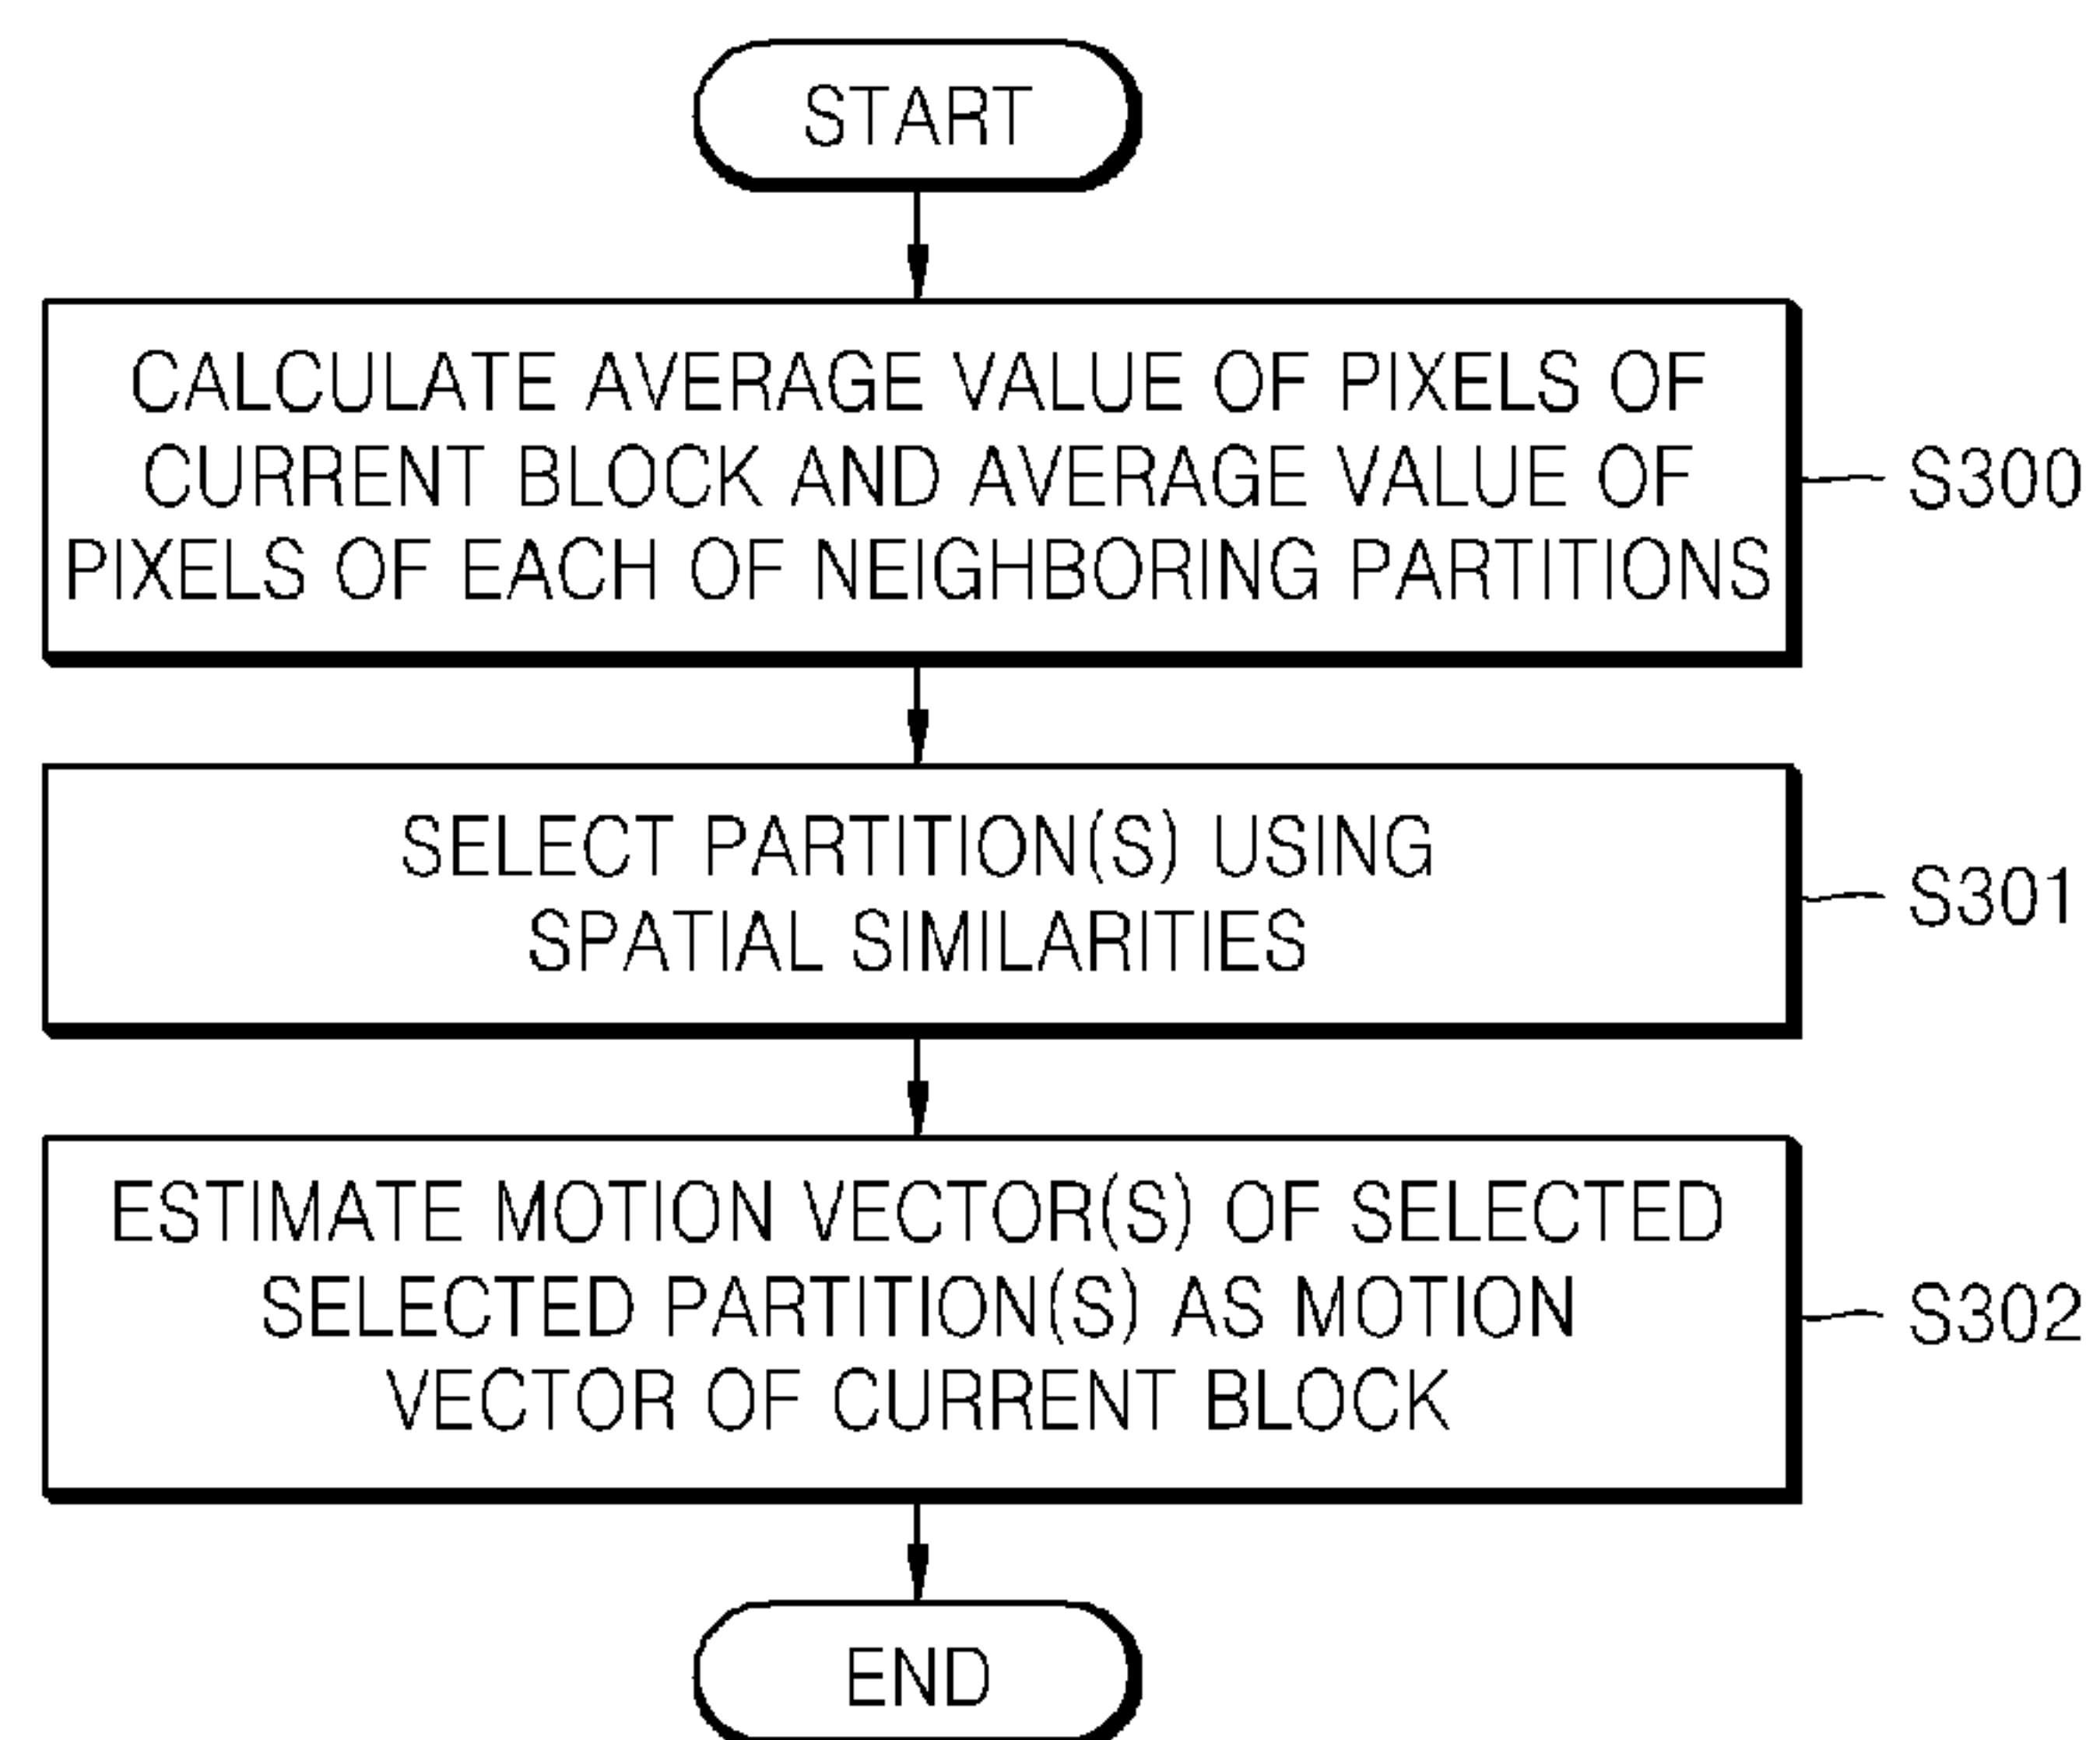 START
CALCULATE AVERAGE VALUE OF PIXELS OF
CURRENT BLOCK AND AVERAGE VALUE OF
PIXELS OF EACH OF NEIGHBORING PARTITIONS
S300
SELECT PARTITION(S) USING
SPATIAL SIMILARITIES
S301
ESTIMATE MOTION VECTOR(S) OF SELECTED
SELECTED PARTITION(S) AS MOTION
VECTOR OF CURRENT BLOCK
S302
END